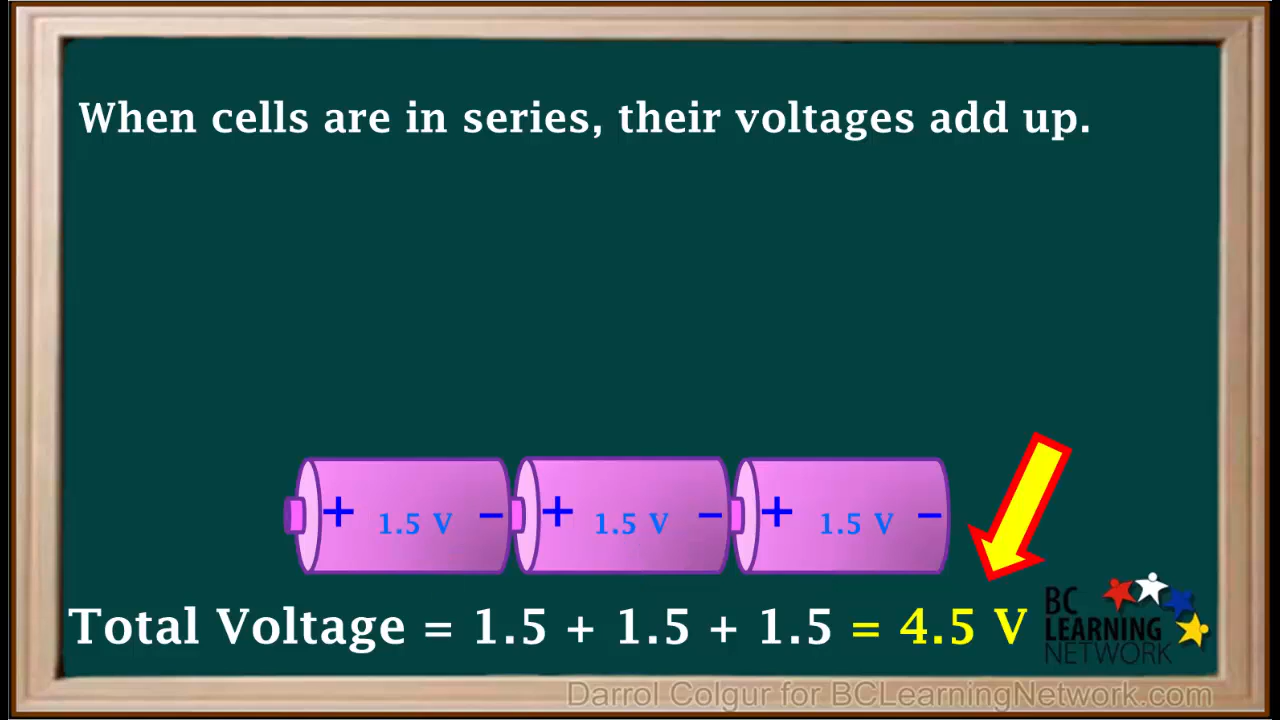 When cells are in series, their voltages add up.
+ 1.5 V − + 1.5 V − + 1.5 V −
Total Voltage = 1.5 + 1.5 + 1.5 = 4.5 V
BC
LEARNING
NETWORK
Darrol Colgur for BCLearningNetwork.com